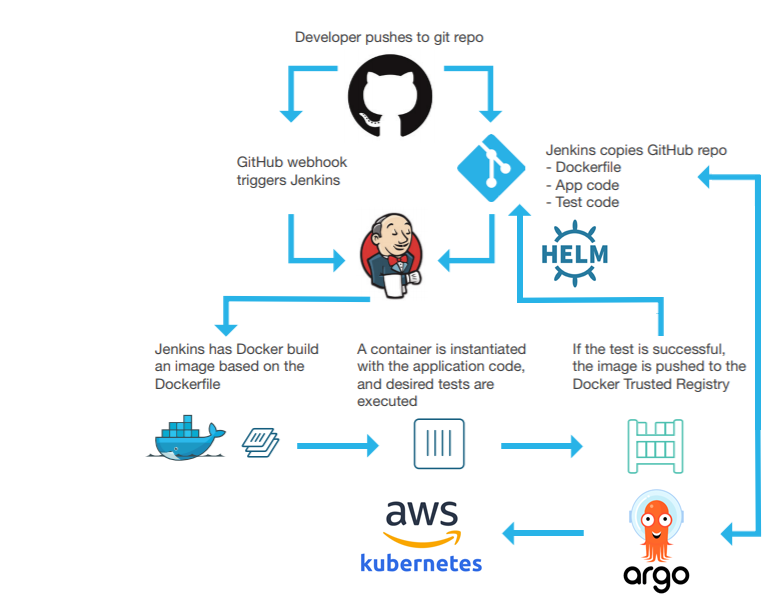 Developer pushes to git repo
GitHub webhook
triggers Jenkins
Jenkins copies GitHub repo
- Dockerfile
- App code
- Test code
HELM
Jenkins has Docker build
an image based on the
Dockerfile
A container is instantiated
with the application code,
and desired tests are
executed
If the test is successful,
the image is pushed to the
Docker Trusted Registry
aws
kubernetes
argo